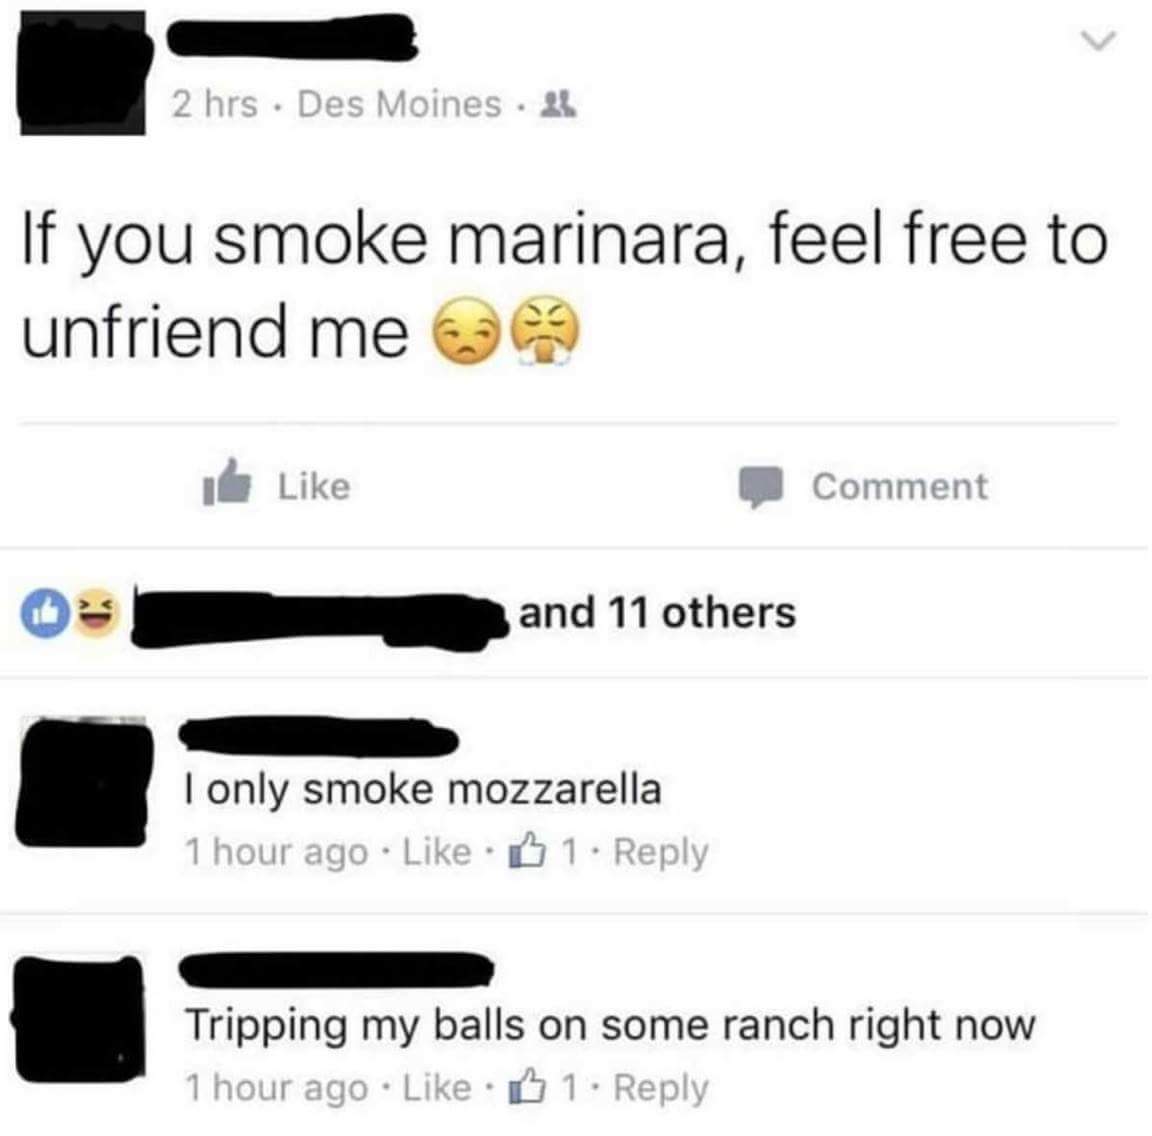 2 hrs · Des Moines ·
If you smoke marinara, feel free to
unfriend me 😒😤
Like
Comment
and 11 others
I only smoke mozzarella
1 hour ago · Like · 1 · Reply
Tripping my balls on some ranch right now
1 hour ago · Like · 1 · Reply